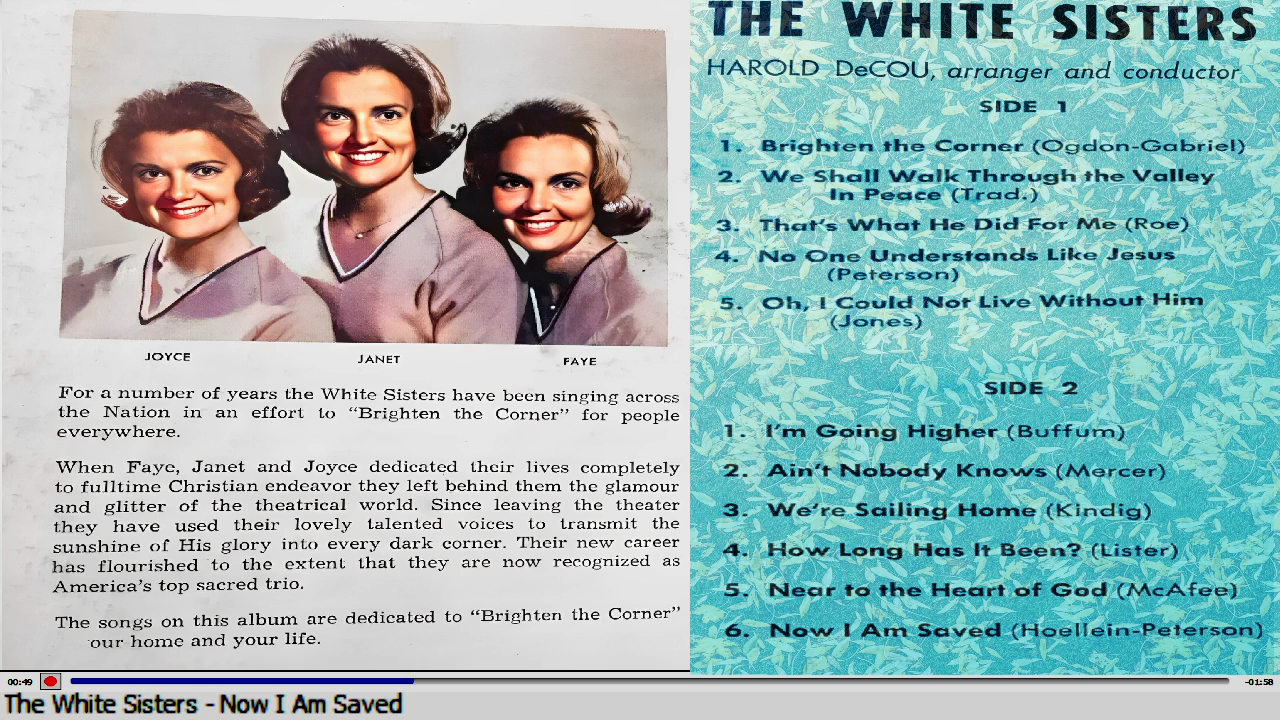 JOYCE
JANET
FAYE
For a number of years the White Sisters have been singing across
the Nation in an effort to "Brighten the Corner" for people
everywhere.
When Faye, Janet and Joyce dedicated their lives completely
to fulltime Christian endeavor they left behind them the glamour
and glitter of the theatrical world. Since leaving the theater
they have used their lovely talented voices to transmit the
sunshine of His glory into every dark corner. Their new career
has flourished to the extent that they are now recognized as
America's top sacred trio.
The songs on this album are dedicated to "Brighten the Corner"
our home and your life.
THE WHITE SISTERS
HAROLD DeCOU, arranger and conductor
SIDE 1
1. Brighten the Corner (Ogdon-Gabriel)
2. We Shall Walk Through the Valley
In Peace (Trad.)
3. That's What He Did For Me (Roe)
4. No One Understands Like Jesus
(Peterson)
5. Oh, I Could Not Live Without Him
(Jones)
SIDE 2
1. I'm Going Higher (Buffum)
2. Ain't Nobody Knows (Mercer)
3. We're Sailing Home (Kindig)
4. How Long Has It Been? (Lister)
5. Near to the Heart of God (McAfee)
6. Now I Am Saved (Hoellein-Peterson)
00:49
-01:58
The White Sisters - Now I Am Saved